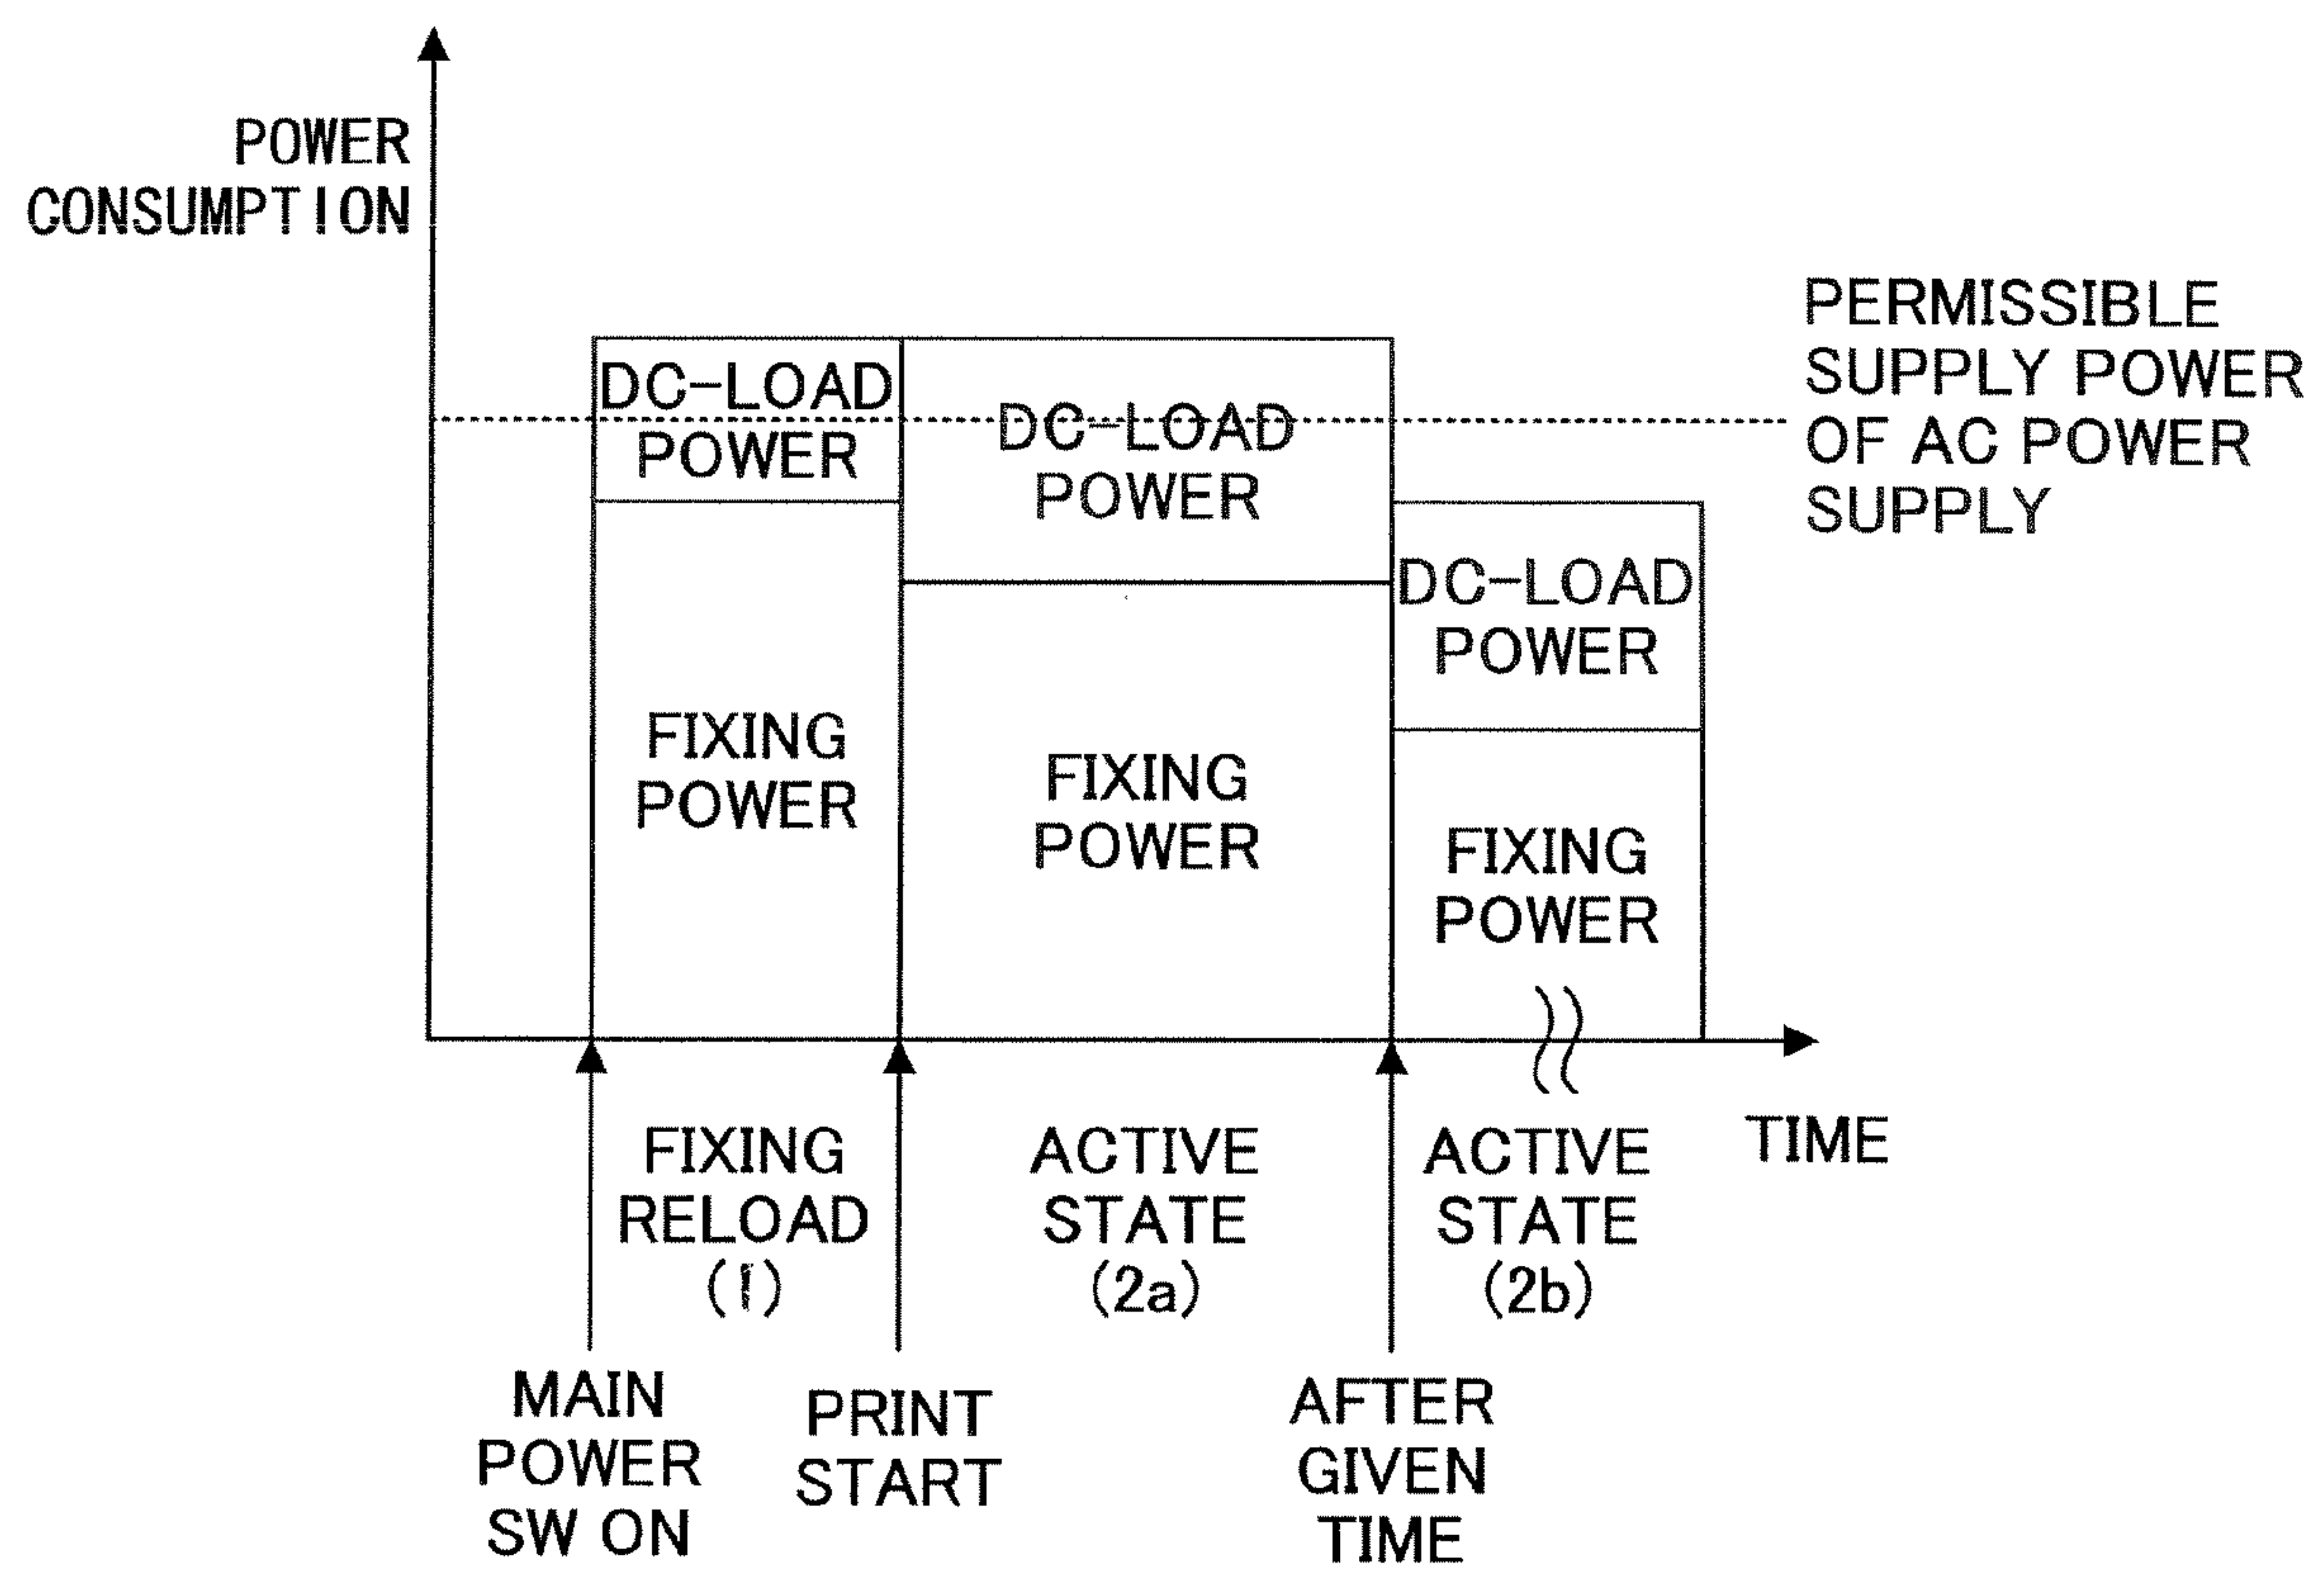 POWER
CONSUMPTION
PERMISSIBLE
SUPPLY POWER
OF AC POWER
SUPPLY
DC-LOAD
POWER
DC-LOAD
POWER
DC-LOAD
POWER
FIXING
POWER
FIXING
POWER
FIXING
POWER
FIXING
RELOAD
(1)
ACTIVE
STATE
(2a)
ACTIVE
STATE
(2b)
TIME
MAIN
POWER
SW ON
PRINT
START
AFTER
GIVEN
TIME